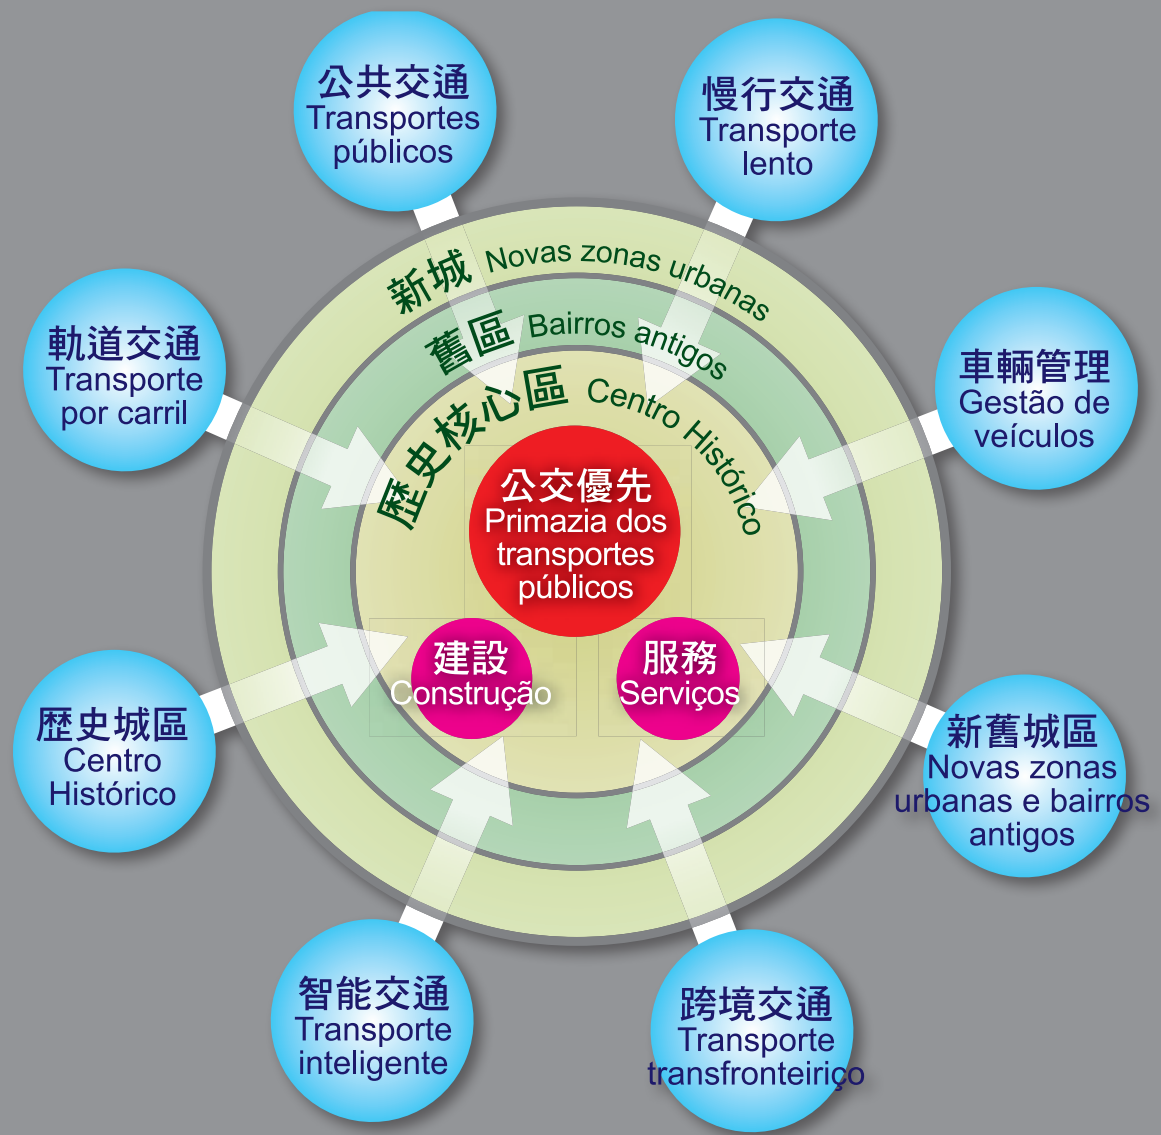 公共交通
Transportes
públicos
慢行交通
Transporte
lento
新城 Novas zonas urbanas
舊區 Bairros antigos
歷史核心區 Centro Histórico
軌道交通
Transporte
por carril
車輛管理
Gestão de
veículos
公交優先
Primazia dos
transportes
públicos
建設
Construção
服務
Serviços
歷史城區
Centro
Histórico
新舊城區
Novas zonas
urbanas e bairros
antigos
智能交通
Transporte
inteligente
跨境交通
Transporte
transfronteiriço